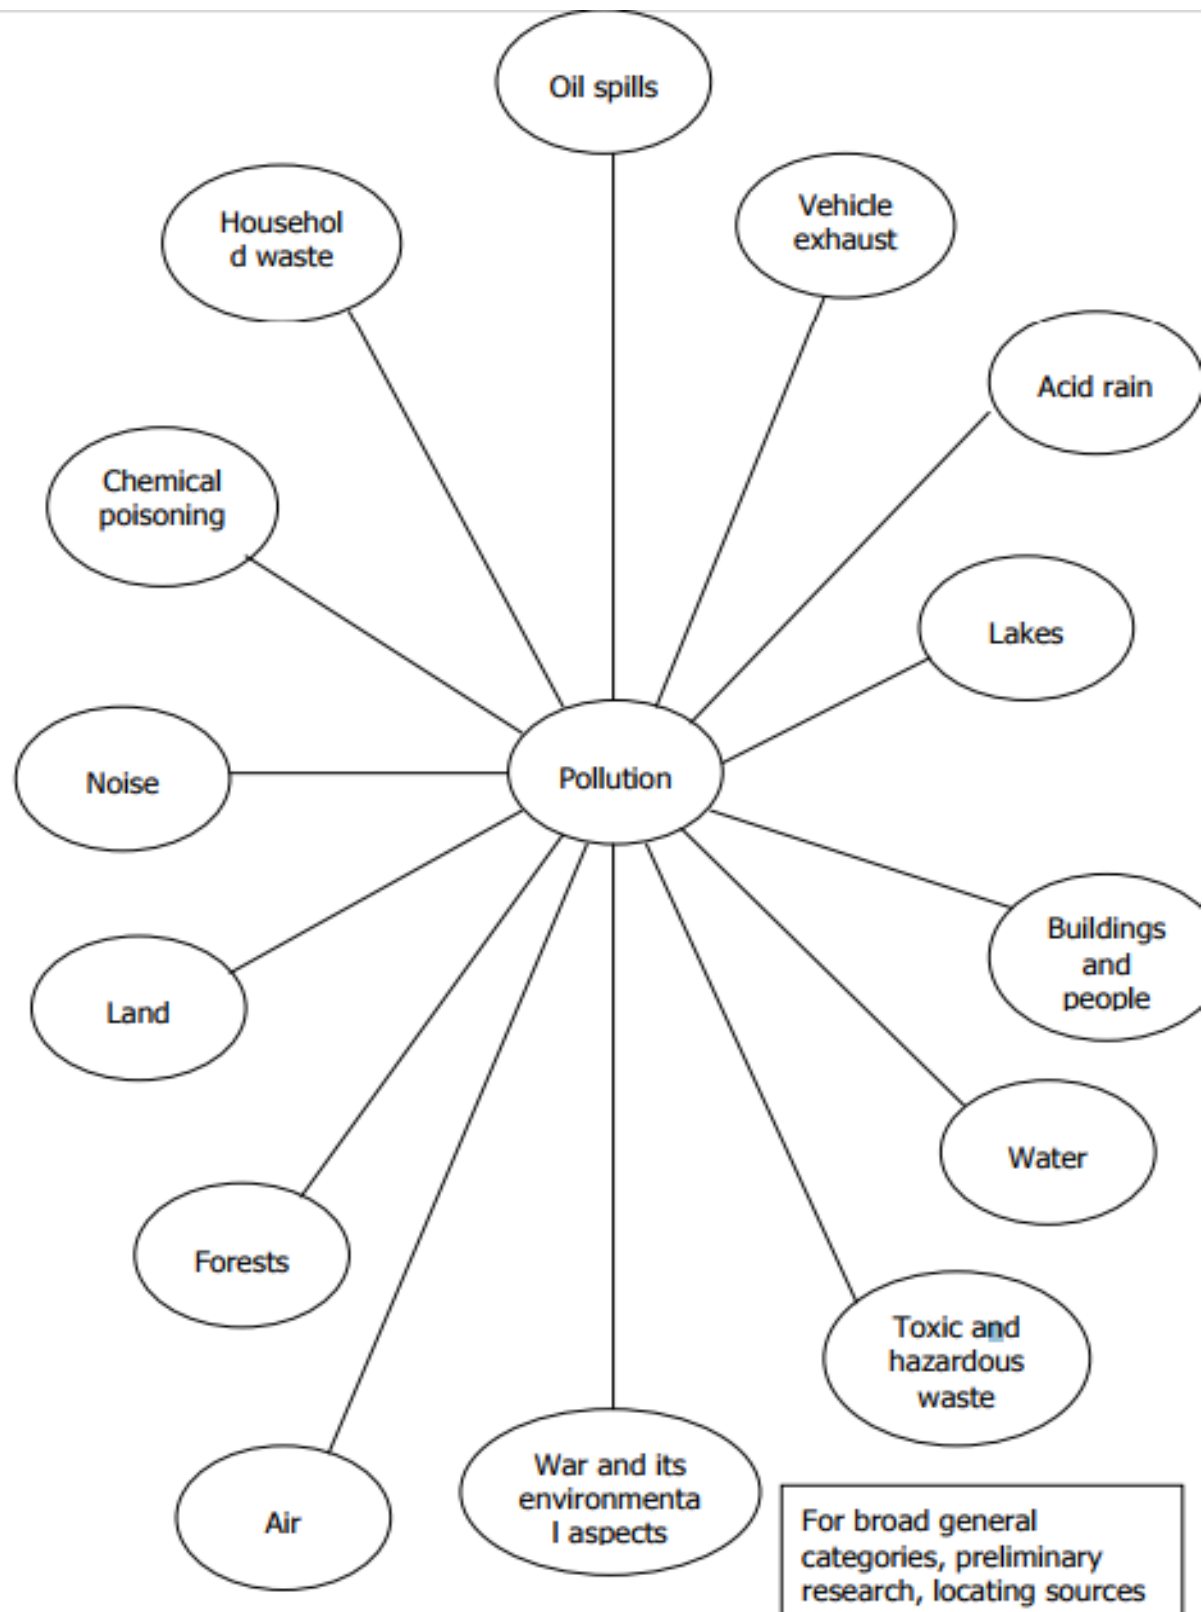 Oil spills
Vehicle
exhaust
Househol
d waste
Acid rain
Chemical
poisoning
Lakes
Noise
Pollution
Buildings
and
people
Land
Water
Forests
Toxic and
hazardous
waste
War and its
environmenta
l aspects
Air
For broad general
categories, preliminary
research, locating sources